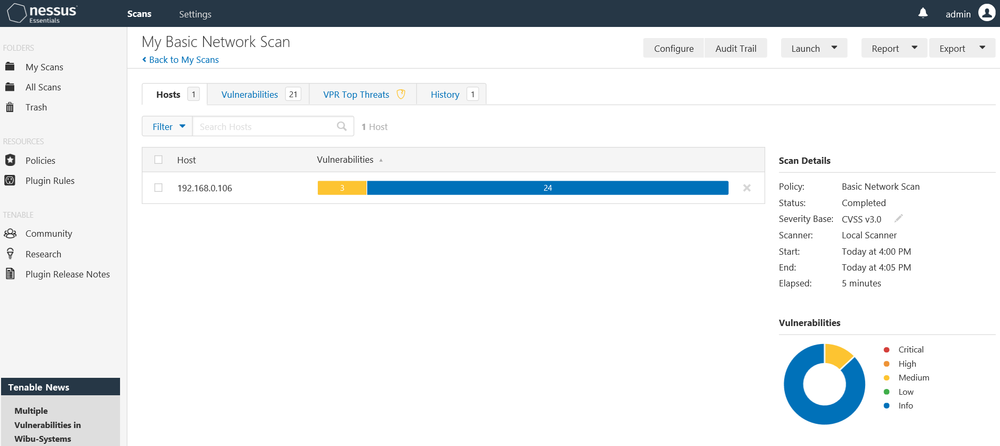 nessus
Essentials
Scans
Settings
admin
FOLDERS
My Scans
All Scans
Trash
RESOURCES
Policies
Plugin Rules
TENABLE
Community
Research
Plugin Release Notes
Tenable News
Multiple
Vulnerabilities in
Wibu-Systems
My Basic Network Scan
Back to My Scans
Configure
Audit Trail
Launch
Report
Export
Hosts 1
Vulnerabilities 21
VPR Top Threats
History 1
Filter
Search Hosts
1 Host
Host Vulnerabilities
192.168.0.106 3 24
Scan Details
Policy: Basic Network Scan
Status: Completed
Severity Base: CVSS v3.0
Scanner: Local Scanner
Start: Today at 4:00 PM
End: Today at 4:05 PM
Elapsed: 5 minutes
Vulnerabilities
Critical
High
Medium
Low
Info